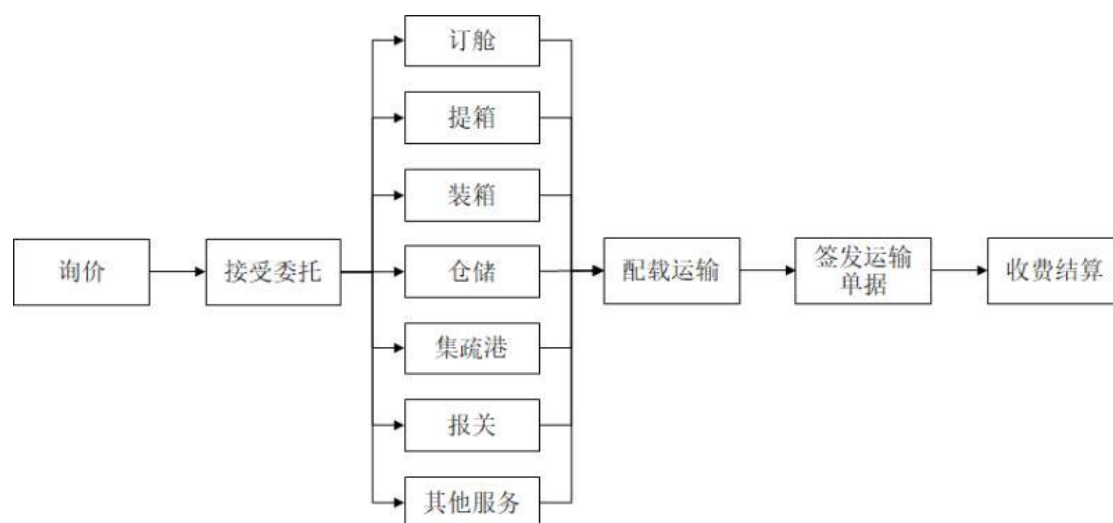 询价
接受委托
订舱
提箱
装箱
仓储
集疏港
报关
其他服务
配载运输
签发运输
单据
收费结算